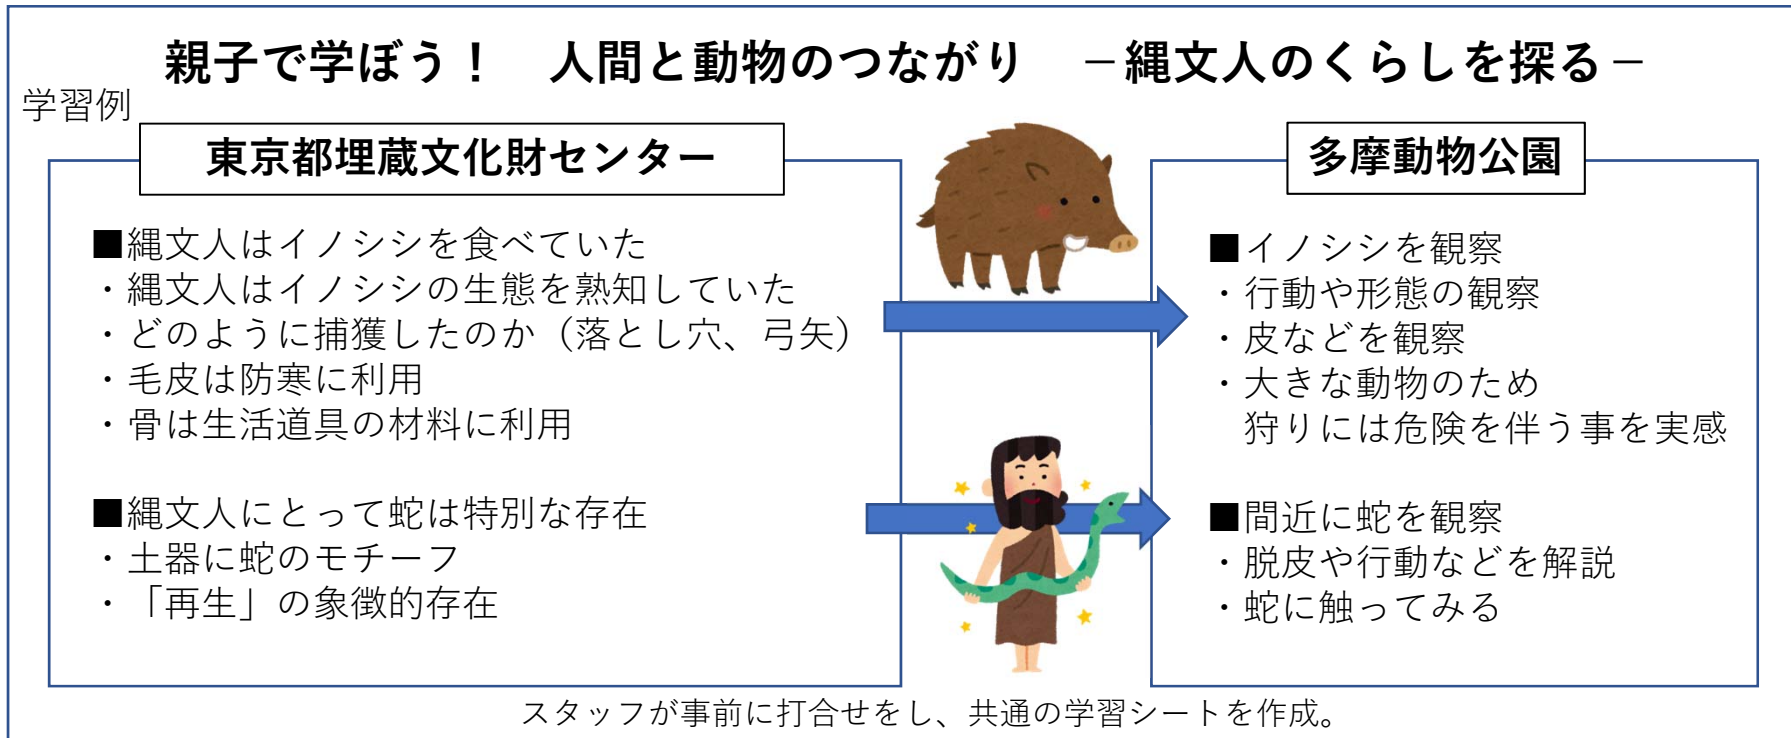 親子で学ぼう！　人間と動物のつながり　－縄文人のくらしを探る－
学習例
東京都埋蔵文化財センター
■縄文人はイノシシを食べていた
・縄文人はイノシシの生態を熟知していた
・どのように捕獲したのか（落とし穴、弓矢）
・毛皮は防寒に利用
・骨は生活道具の材料に利用
■縄文人にとって蛇は特別な存在
・土器に蛇のモチーフ
・「再生」の象徴的存在
多摩動物公園
■イノシシを観察
・行動や形態の観察
・皮などを観察
・大きな動物のため
狩りには危険を伴う事を実感
■間近に蛇を観察
・脱皮や行動などを解説
・蛇に触ってみる
スタッフが事前に打合せをし、共通の学習シートを作成。